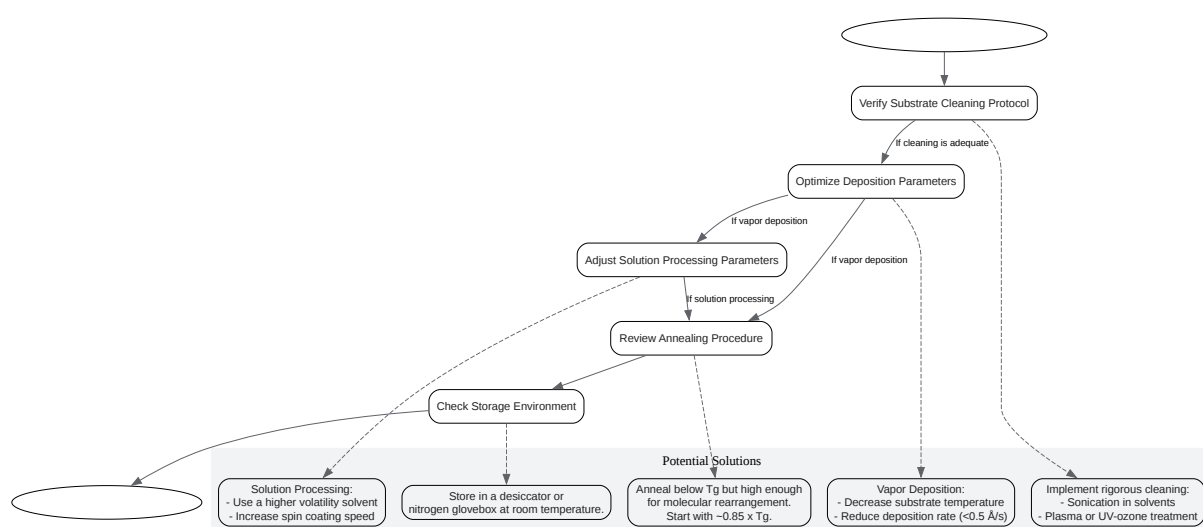 Verify Substrate Cleaning Protocol
If cleaning is adequate
Optimize Deposition Parameters
If vapor deposition
Adjust Solution Processing Parameters
If vapor deposition
If solution processing
Review Annealing Procedure
Check Storage Environment
Potential Solutions
Solution Processing:
- Use a higher volatility solvent
- Increase spin coating speed
Store in a desiccator or
nitrogen glovebox at room temperature.
Anneal below Tg but high enough
for molecular rearrangement.
Start with ~0.85 x Tg.
Vapor Deposition:
- Decrease substrate temperature
- Reduce deposition rate (<0.5 Å/s)
Implement rigorous cleaning:
- Sonication in solvents
- Plasma or UV-ozone treatment